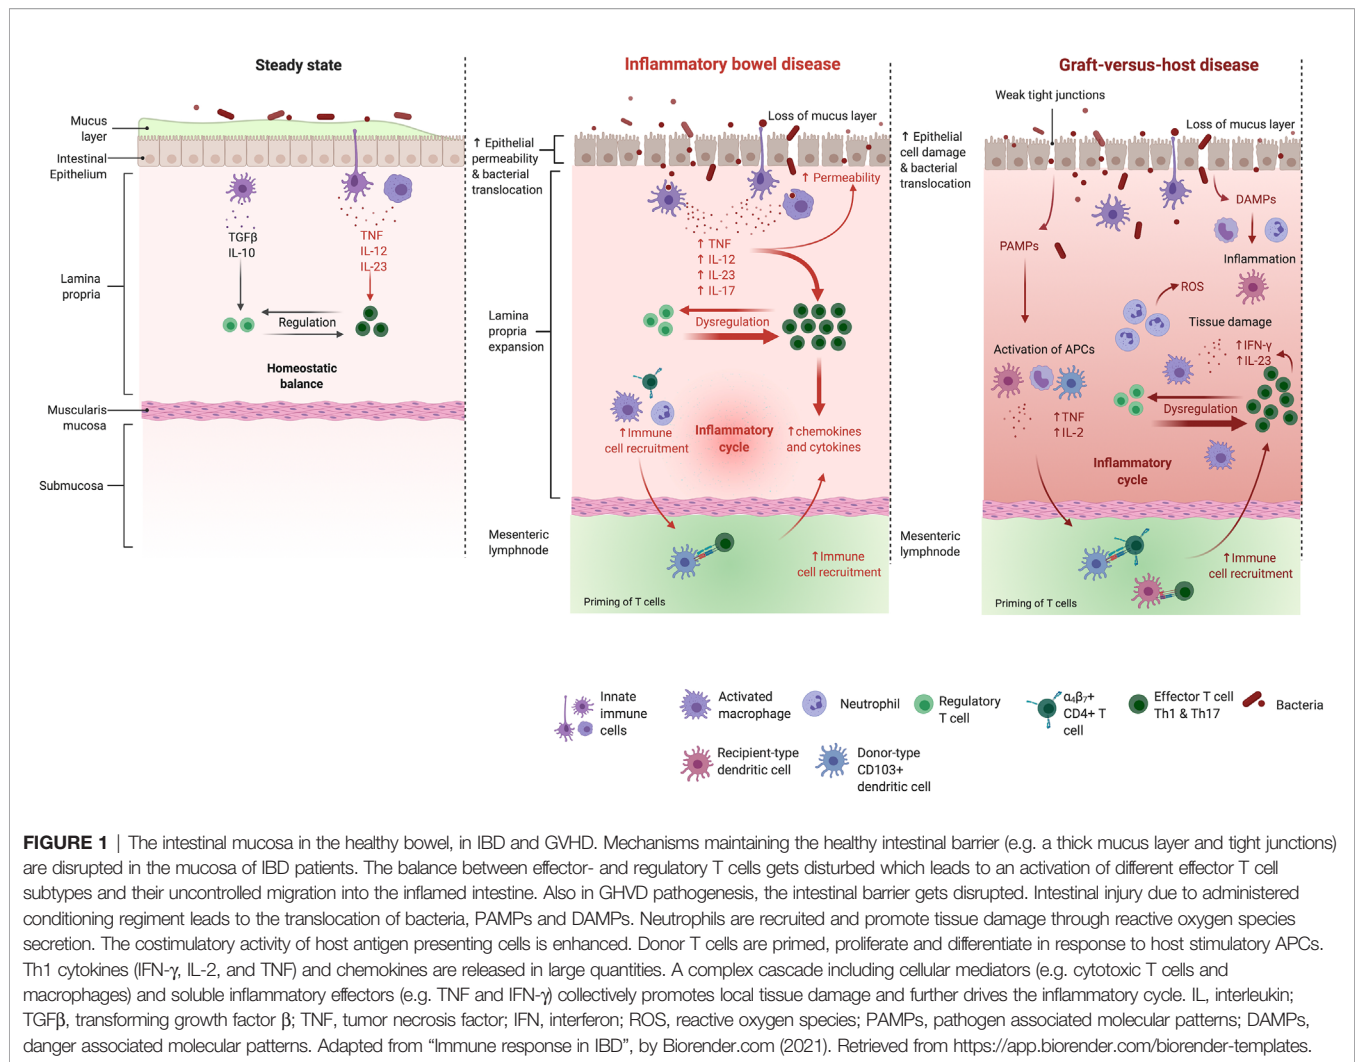 Steady state
Mucus
layer
Intestinal
Epithelium
TGFβ
IL-10
TNF
IL-12
IL-23
Lamina
propria
Regulation
Homeostatic
balance
Muscularis
mucosa
Submucosa
Inflammatory bowel disease
Loss of mucus layer
↑ Epithelial
permeability
& bacterial
translocation
↑ Permeability
↑ TNF
↑ IL-12
↑ IL-23
↑ IL-17
Lamina
propria
expansion
Dysregulation
↑Immune
cell recruitment
Inflammatory
cycle
↑chemokines
and cytokines
Mesenteric
lymphnode
↑Immune
cell recruitment
Priming of T cells
Graft-versus-host disease
Weak tight junctions
Loss of mucus layer
↑ Epithelial
cell damage
& bacterial
translocation
DAMPs
PAMPs
Inflammation
ROS
Tissue damage
↑IFN-γ
↑IL-23
Activation of APCs
↑TNF
↑IL-2
Dysregulation
Inflammatory
cycle
Mesenteric
lymphnode
↑Immune
cell recruitment
Priming of T cells
Innate
immune
cells
Activated
macrophage
Neutrophil
Regulatory
T cell
α₄β₇+
CD4+ T
cell
Effector T cell
Th1 & Th17
Bacteria
Recipient-type
dendritic cell
Donor-type
CD103+
dendritic cell
FIGURE 1 | The intestinal mucosa in the healthy bowel, in IBD and GVHD. Mechanisms maintaining the healthy intestinal barrier (e.g. a thick mucus layer and tight junctions)
are disrupted in the mucosa of IBD patients. The balance between effector- and regulatory T cells gets disturbed which leads to an activation of different effector T cell
subtypes and their uncontrolled migration into the inflamed intestine. Also in GHVD pathogenesis, the intestinal barrier gets disrupted. Intestinal injury due to administered
conditioning regiment leads to the translocation of bacteria, PAMPs and DAMPs. Neutrophils are recruited and promote tissue damage through reactive oxygen species
secretion. The costimulatory activity of host antigen presenting cells is enhanced. Donor T cells are primed, proliferate and differentiate in response to host stimulatory APCs.
Th1 cytokines (IFN-γ, IL-2, and TNF) and chemokines are released in large quantities. A complex cascade including cellular mediators (e.g. cytotoxic T cells and
macrophages) and soluble inflammatory effectors (e.g. TNF and IFN-γ) collectively promotes local tissue damage and further drives the inflammatory cycle. IL, interleukin;
TGFβ, transforming growth factor β; TNF, tumor necrosis factor; IFN, interferon; ROS, reactive oxygen species; PAMPs, pathogen associated molecular patterns; DAMPs,
danger associated molecular patterns. Adapted from “Immune response in IBD”, by Biorender.com (2021). Retrieved from https://app.biorender.com/biorender-templates.